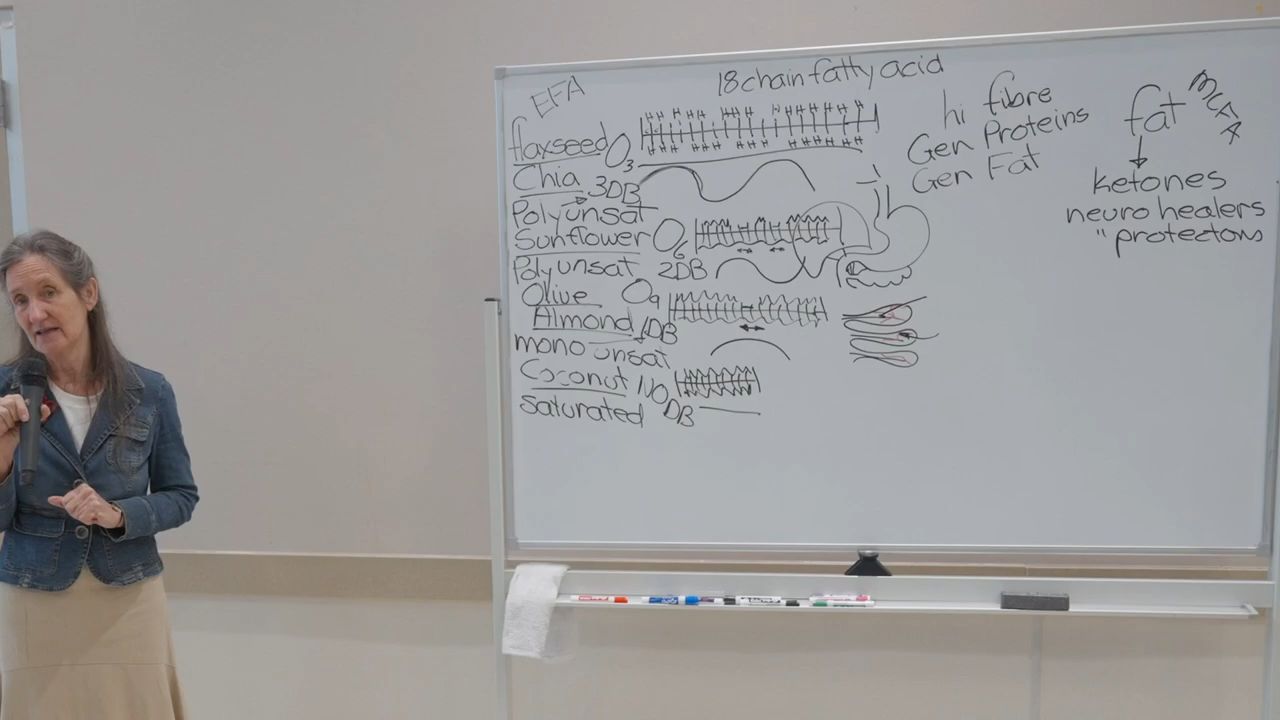 EFA
18 chain fatty acid
flaxseed O3
Chia 3DB
Polyunsat
Sunflower O6
Polyunsat 2DB
Olive O9
Almond 1DB
mono unsat
Coconut NO
saturated DB
hi fibre
Gen Proteins
Gen Fat
fat MCFA
ketones
neuro healers
" protectors